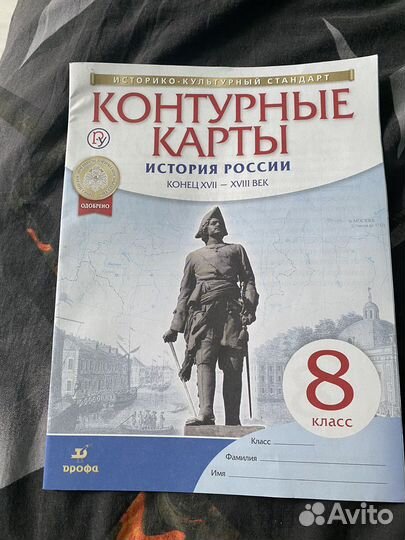 ИСТОРИКО-КУЛЬТУРНЫЙ СТАНДАРТ
КОНТУРНЫЕ
КАРТЫ
ИСТОРИЯ РОССИИ
КОНЕЦ XVII – XVIII ВЕК
ОДОБРЕНО
8
КЛАСС
Класс
Фамилия
Имя
ДРОФА
Avito